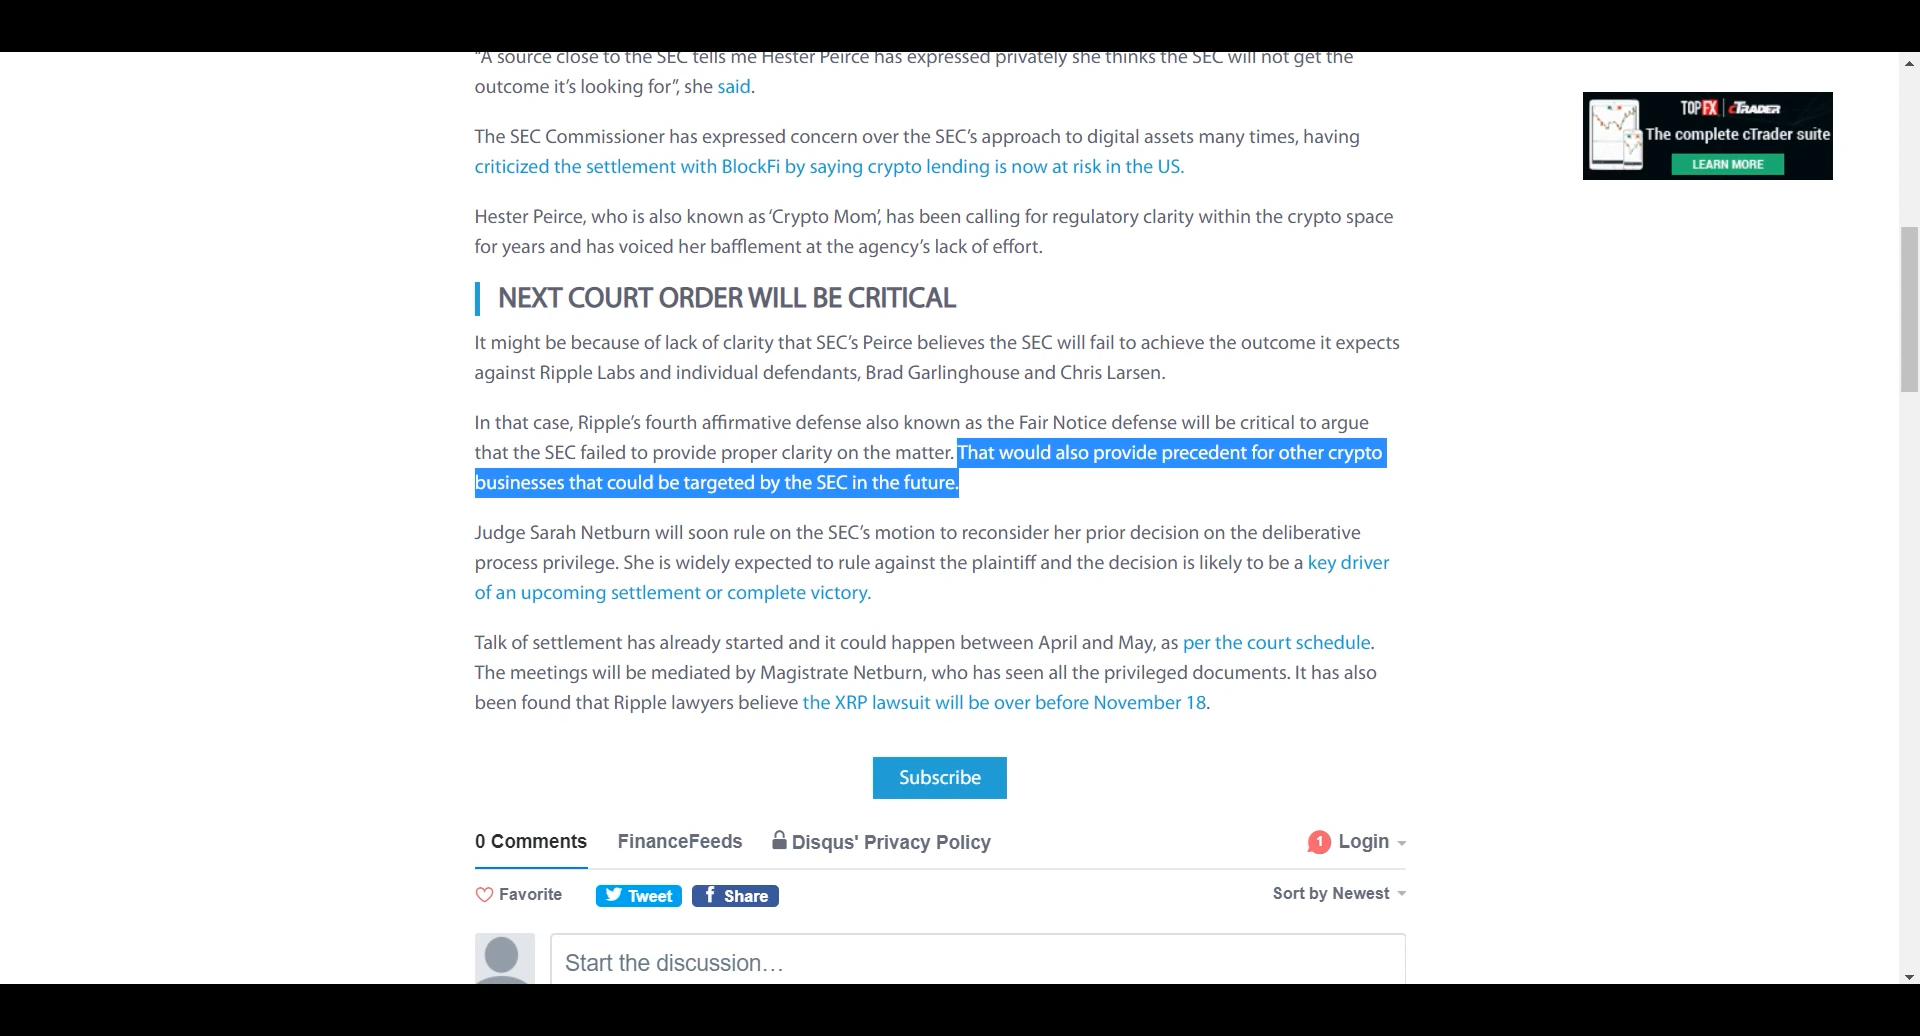 "A source close to the SEC tells me Hester Peirce has expressed privately she thinks the SEC will not get the
outcome it's looking for", she said.
TOPFX | cTRADER
The complete cTrader suite
LEARN MORE
The SEC Commissioner has expressed concern over the SEC's approach to digital assets many times, having
criticized the settlement with BlockFi by saying crypto lending is now at risk in the US.
Hester Peirce, who is also known as 'Crypto Mom', has been calling for regulatory clarity within the crypto space
for years and has voiced her bafflement at the agency's lack of effort.
NEXT COURT ORDER WILL BE CRITICAL
It might be because of lack of clarity that SEC's Peirce believes the SEC will fail to achieve the outcome it expects
against Ripple Labs and individual defendants, Brad Garlinghouse and Chris Larsen.
In that case, Ripple's fourth affirmative defense also known as the Fair Notice defense will be critical to argue
that the SEC failed to provide proper clarity on the matter. That would also provide precedent for other crypto
businesses that could be targeted by the SEC in the future.
Judge Sarah Netburn will soon rule on the SEC's motion to reconsider her prior decision on the deliberative
process privilege. She is widely expected to rule against the plaintiff and the decision is likely to be a key driver
of an upcoming settlement or complete victory.
Talk of settlement has already started and it could happen between April and May, as per the court schedule.
The meetings will be mediated by Magistrate Netburn, who has seen all the privileged documents. It has also
been found that Ripple lawyers believe the XRP lawsuit will be over before November 18.
Subscribe
0 Comments FinanceFeeds Disqus' Privacy Policy 1 Login
Favorite Tweet Share Sort by Newest
Start the discussion...